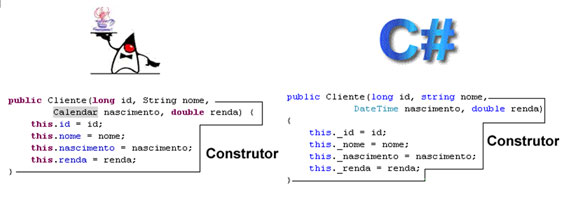 C#
public Cliente(long id, String nome,
Calendar nascimento, double renda) {
this.id = id;
this.nome = nome;
this.nascimento = nascimento;
this.renda = renda;
}
Construtor
public Cliente(long id, string nome,
DateTime nascimento, double renda)
{
this._id = id;
this._nome = nome;
this._nascimento = nascimento;
this._renda = renda;
}
Construtor